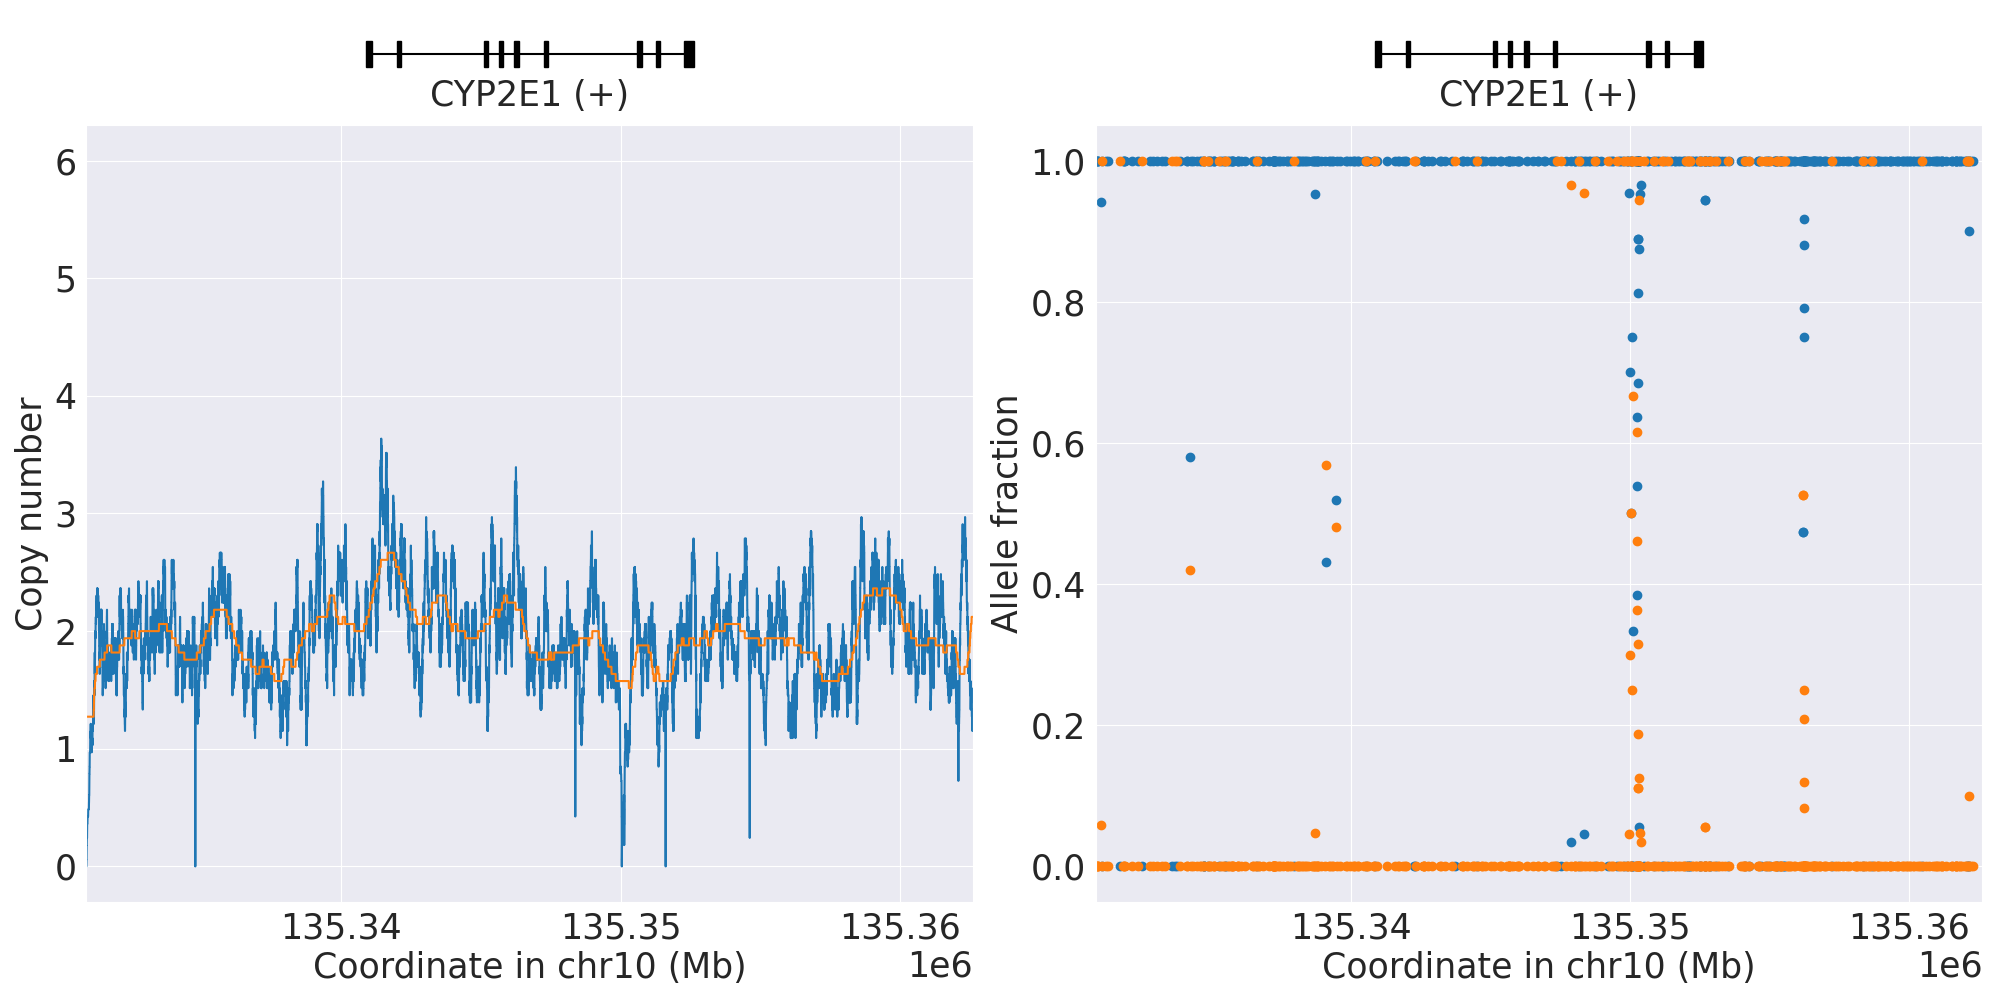 CYP2E1 (+)
6
5
4
3
2
1
0
Copy number
135.34 135.35 135.36
Coordinate in chr10 (Mb)
1e6
CYP2E1 (+)
1.0
0.8
0.6
0.4
0.2
0.0
Allele fraction
135.34 135.35 135.36
Coordinate in chr10 (Mb)
1e6